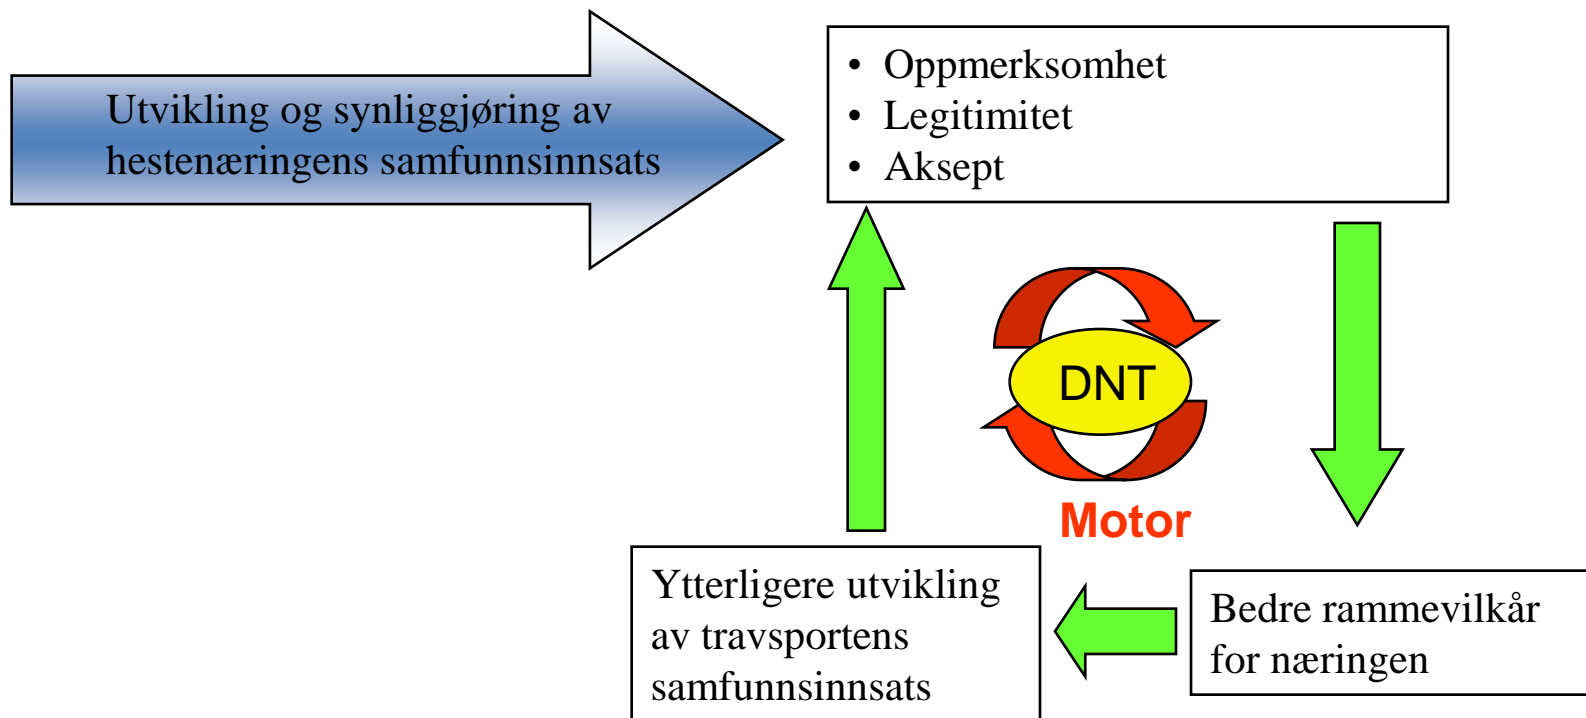 Utvikling og synliggjøring av
hestenæringens samfunnsinnsats
• Oppmerksomhet
• Legitimitet
• Aksept
DNT
Motor
Ytterligere utvikling
av travsportens
samfunnsinnsats
Bedre rammevilkår
for næringen